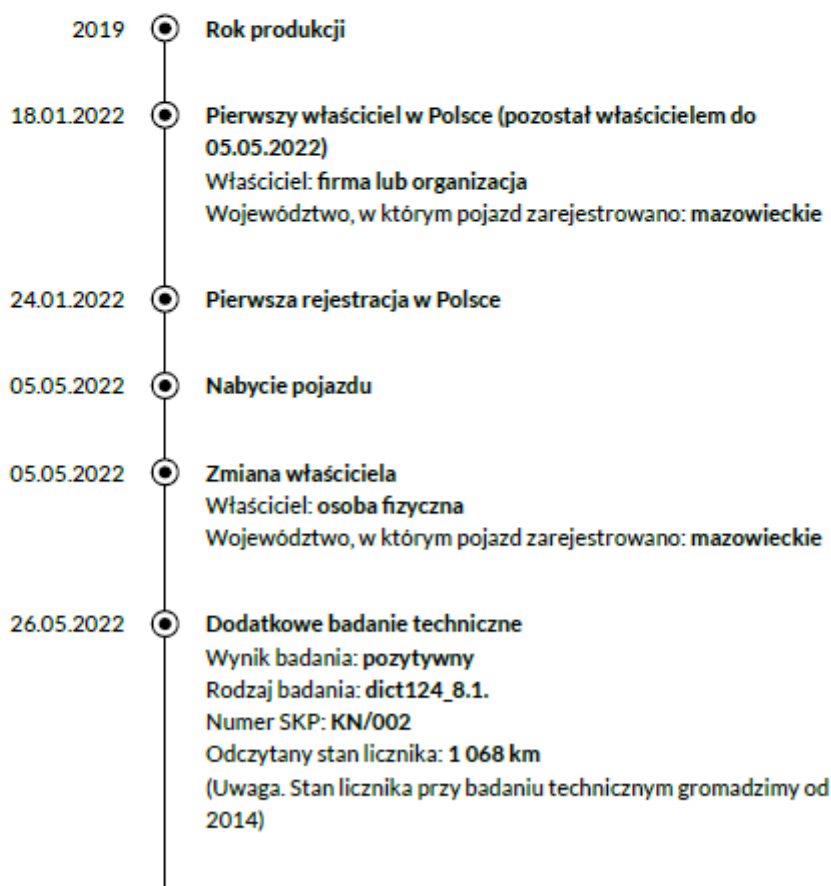 2019 Rok produkcji
18.01.2022 Pierwszy właściciel w Polsce (pozostał właścicielem do
05.05.2022)
Właściciel: firma lub organizacja
Województwo, w którym pojazd zarejestrowano: mazowieckie
24.01.2022 Pierwsza rejestracja w Polsce
05.05.2022 Nabycie pojazdu
05.05.2022 Zmiana właściciela
Właściciel: osoba fizyczna
Województwo, w którym pojazd zarejestrowano: mazowieckie
26.05.2022 Dodatkowe badanie techniczne
Wynik badania: pozytywny
Rodzaj badania: dict124_8.1.
Numer SKP: KN/002
Odczytany stan licznika: 1 068 km
(Uwaga. Stan licznika przy badaniu technicznym gromadzimy od
2014)